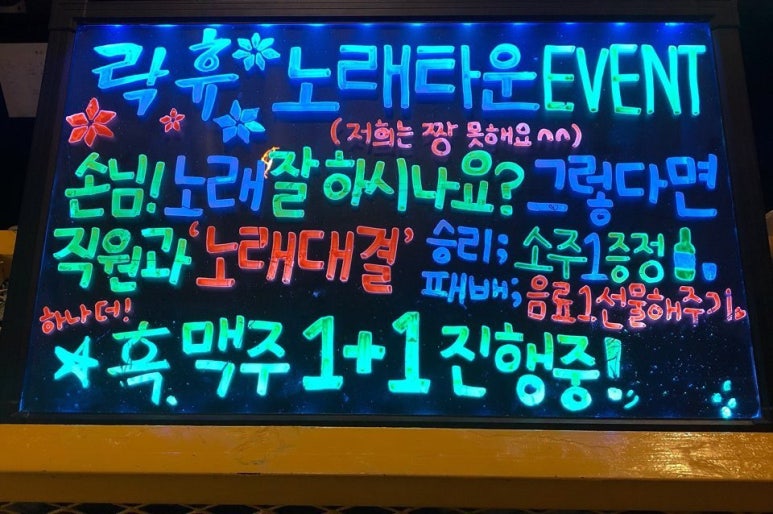 락휴 노래타운 EVENT
(저희는 짱 못해요^^)
손님! 노래 잘 하시나요? 그렇다면
직원과 '노래대결' 승리; 소주1증정
패배; 음료1선물해주기
하나 더!
흑맥주 1+1 진행중!